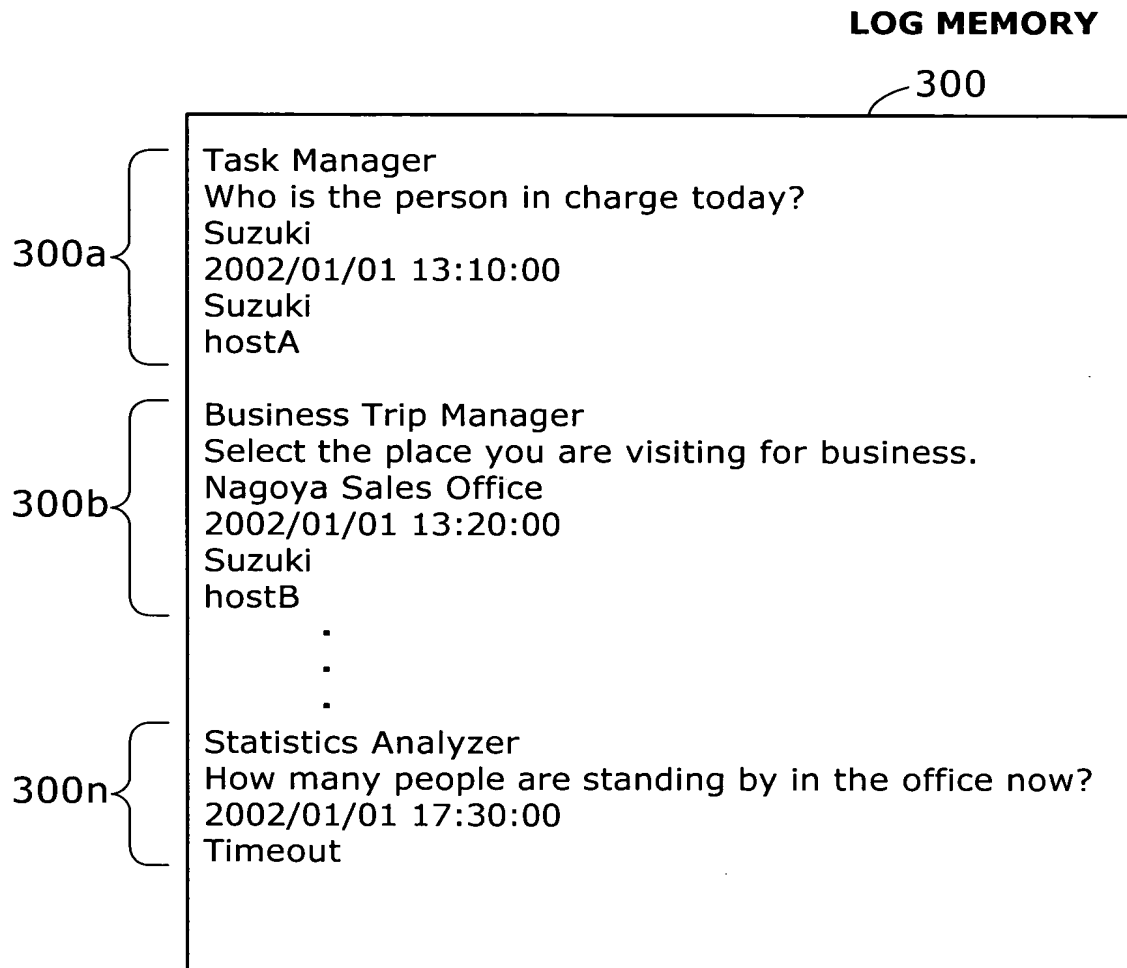 LOG MEMORY
300
300a
Task Manager
Who is the person in charge today?
Suzuki
2002/01/01 13:10:00
Suzuki
hostA
300b
Business Trip Manager
Select the place you are visiting for business.
Nagoya Sales Office
2002/01/01 13:20:00
Suzuki
hostB
.
.
.
300n
Statistics Analyzer
How many people are standing by in the office now?
2002/01/01 17:30:00
Timeout